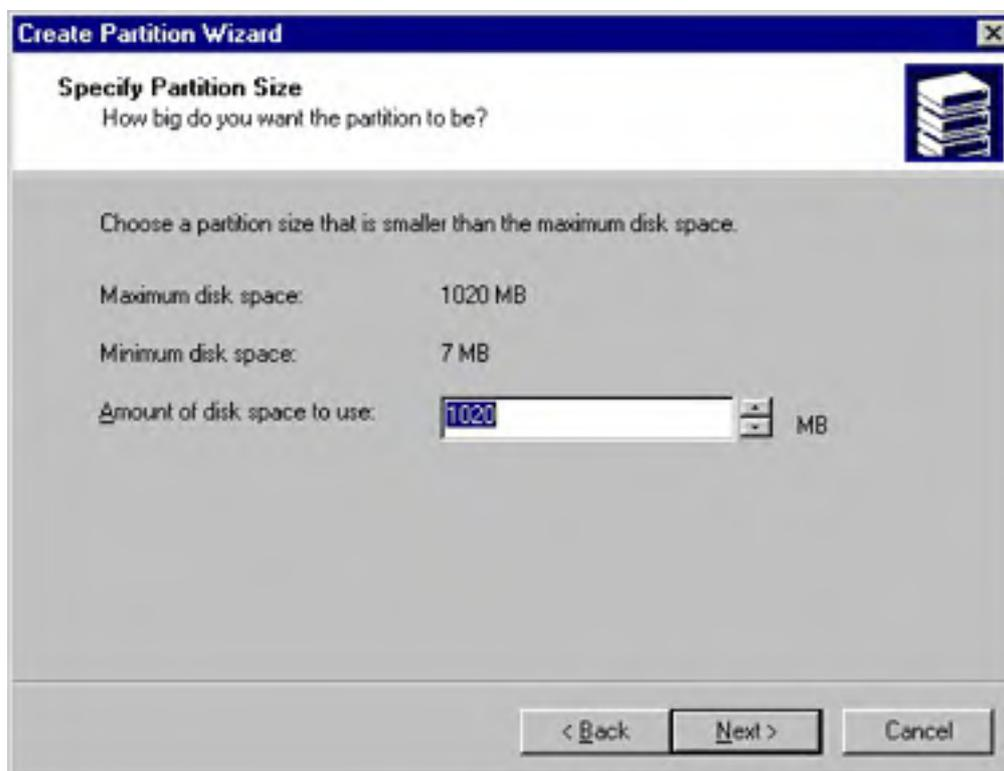 Create Partition Wizard
Specify Partition Size
How big do you want the partition to be?
Choose a partition size that is smaller than the maximum disk space.
Maximum disk space: 1020 MB
Minimum disk space: 7 MB
Amount of disk space to use: 1020 MB
< Back Next > Cancel